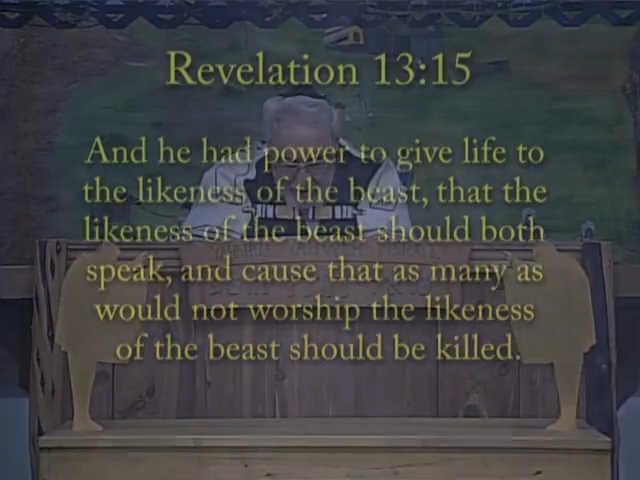 Revelation 13:15
And he had power to give life to
the likeness of the beast, that the
likeness of the beast should both
speak, and cause that as many as
would not worship the likeness
of the beast should be killed.